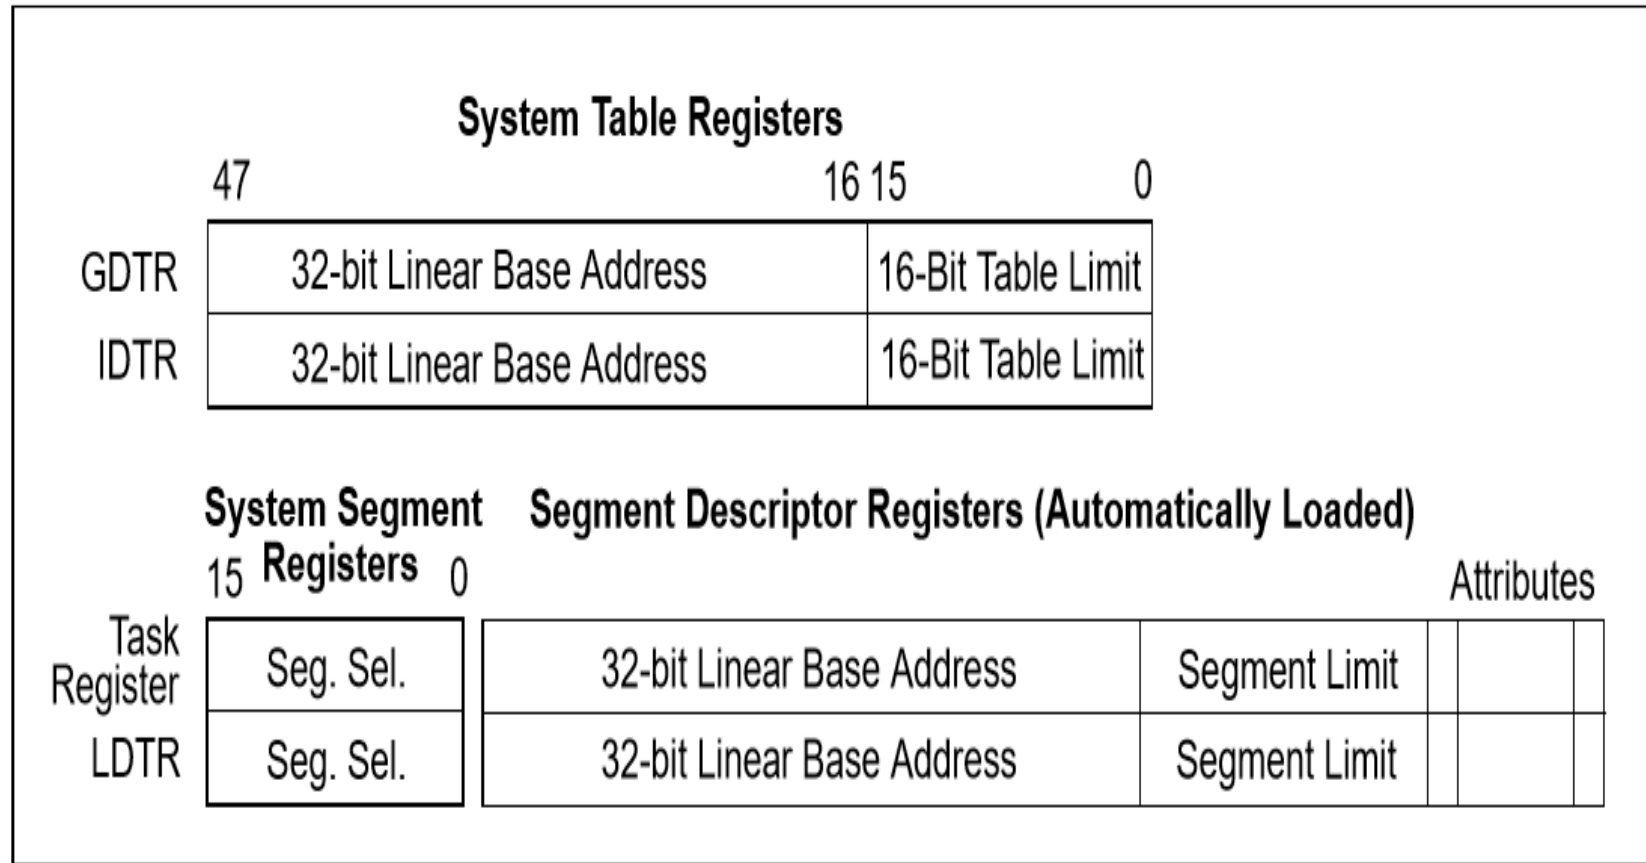 System Table Registers
47 16 15 0
GDTR 32-bit Linear Base Address 16-Bit Table Limit
IDTR 32-bit Linear Base Address 16-Bit Table Limit
System Segment Segment Descriptor Registers (Automatically Loaded)
15 Registers 0 Attributes
Task
Register Seg. Sel. 32-bit Linear Base Address Segment Limit
LDTR Seg. Sel. 32-bit Linear Base Address Segment Limit